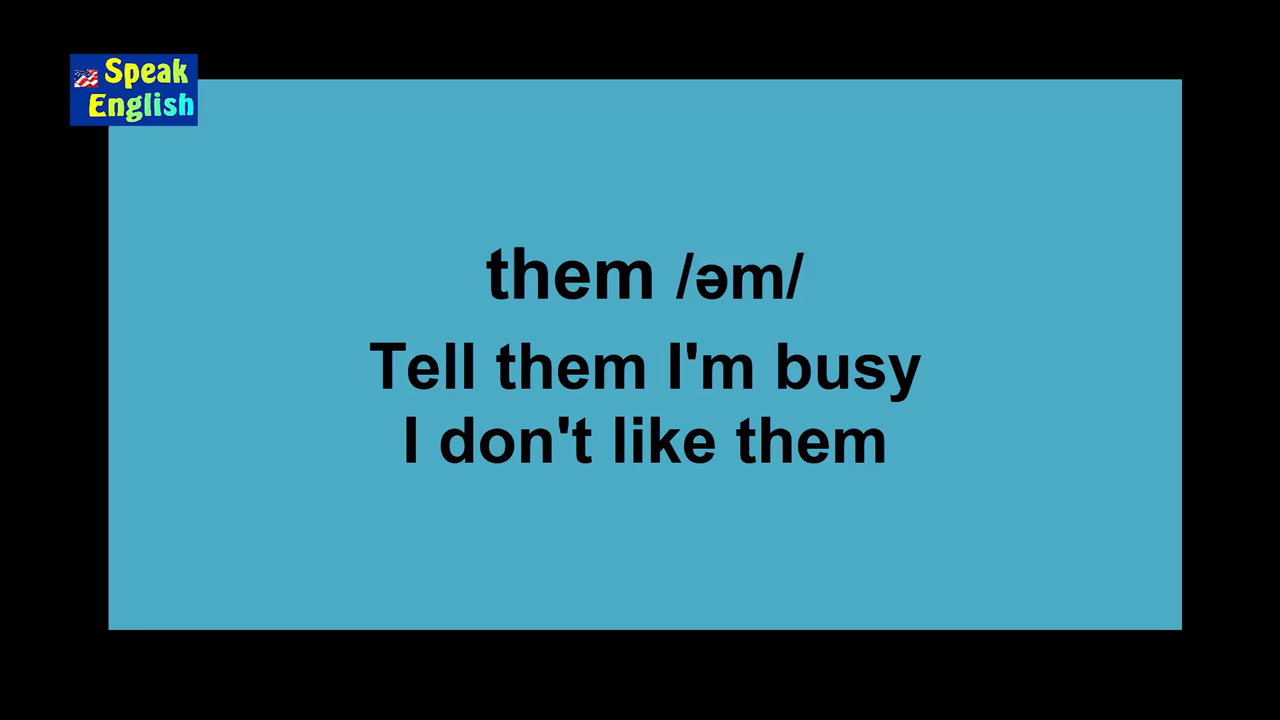 Speak
English
them /əm/
Tell them I'm busy
I don't like them